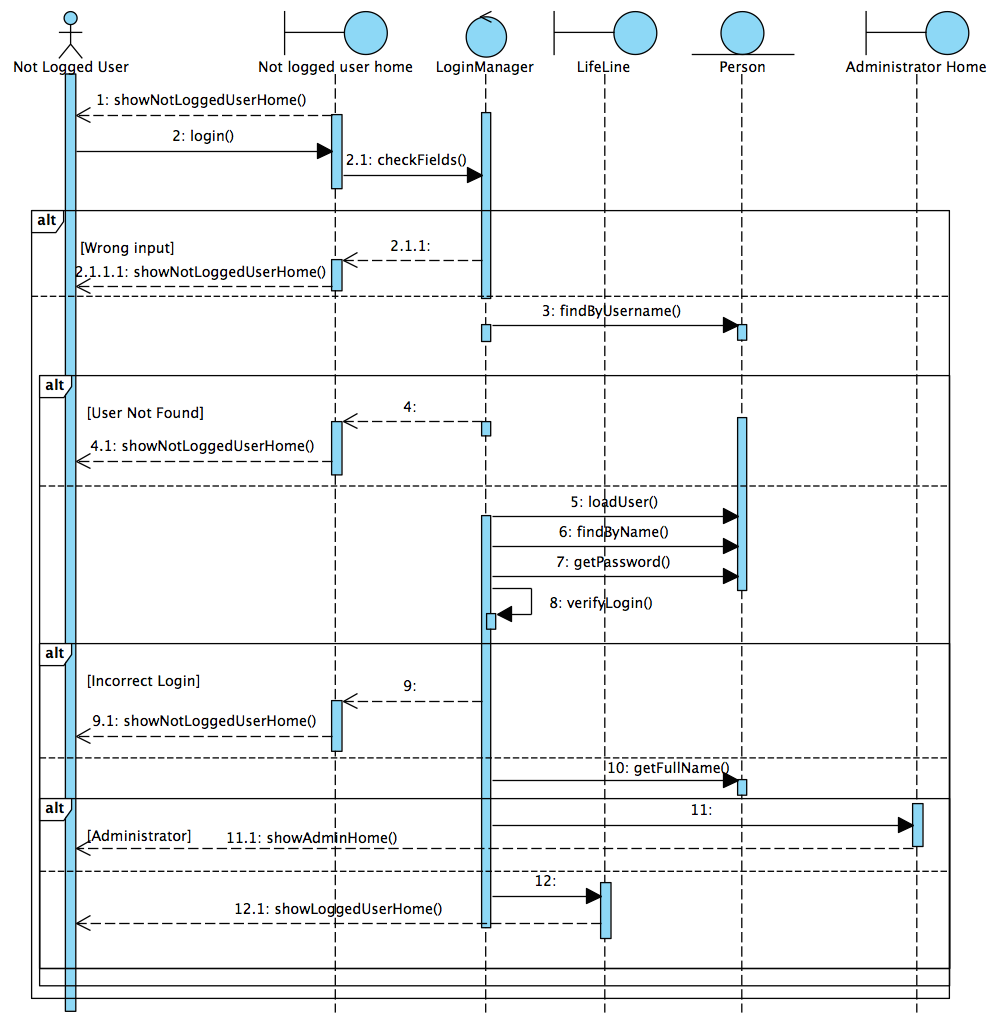 Not Logged User
Not logged user home
LoginManager
LifeLine
Person
Administrator Home
1: showNotLoggedUserHome()
2: login()
2.1: checkFields()
alt
[Wrong input]
2.1.1:
2.1.1.1: showNotLoggedUserHome()
3: findByUsername()
alt
[User Not Found]
4:
4.1: showNotLoggedUserHome()
5: loadUser()
6: findByName()
7: getPassword()
8: verifyLogin()
alt
[Incorrect Login]
9:
9.1: showNotLoggedUserHome()
10: getFullName()
alt
11:
[Administrator]
11.1: showAdminHome()
12:
12.1: showLoggedUserHome()